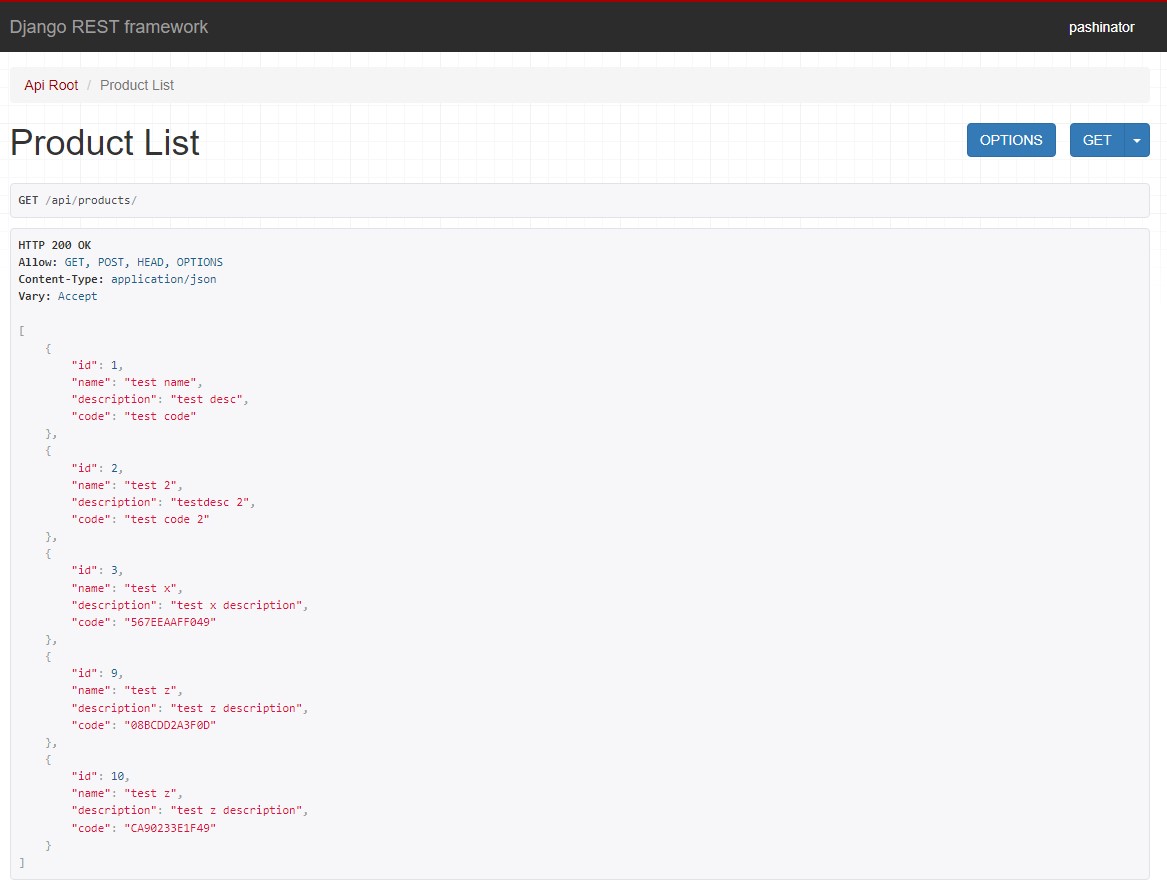 Django REST framework
pashinator
Api Root / Product List
Product List
OPTIONS
GET
GET /api/products/
HTTP 200 OK
Allow: GET, POST, HEAD, OPTIONS
Content-Type: application/json
Vary: Accept
[
    {
        "id": 1,
        "name": "test name",
        "description": "test desc",
        "code": "test code"
    },
    {
        "id": 2,
        "name": "test 2",
        "description": "testdesc 2",
        "code": "test code 2"
    },
    {
        "id": 3,
        "name": "test x",
        "description": "test x description",
        "code": "567EEAAFF049"
    },
    {
        "id": 9,
        "name": "test z",
        "description": "test z description",
        "code": "08BCDD2A3F0D"
    },
    {
        "id": 10,
        "name": "test z",
        "description": "test z description",
        "code": "CA90233E1F49"
    }
]